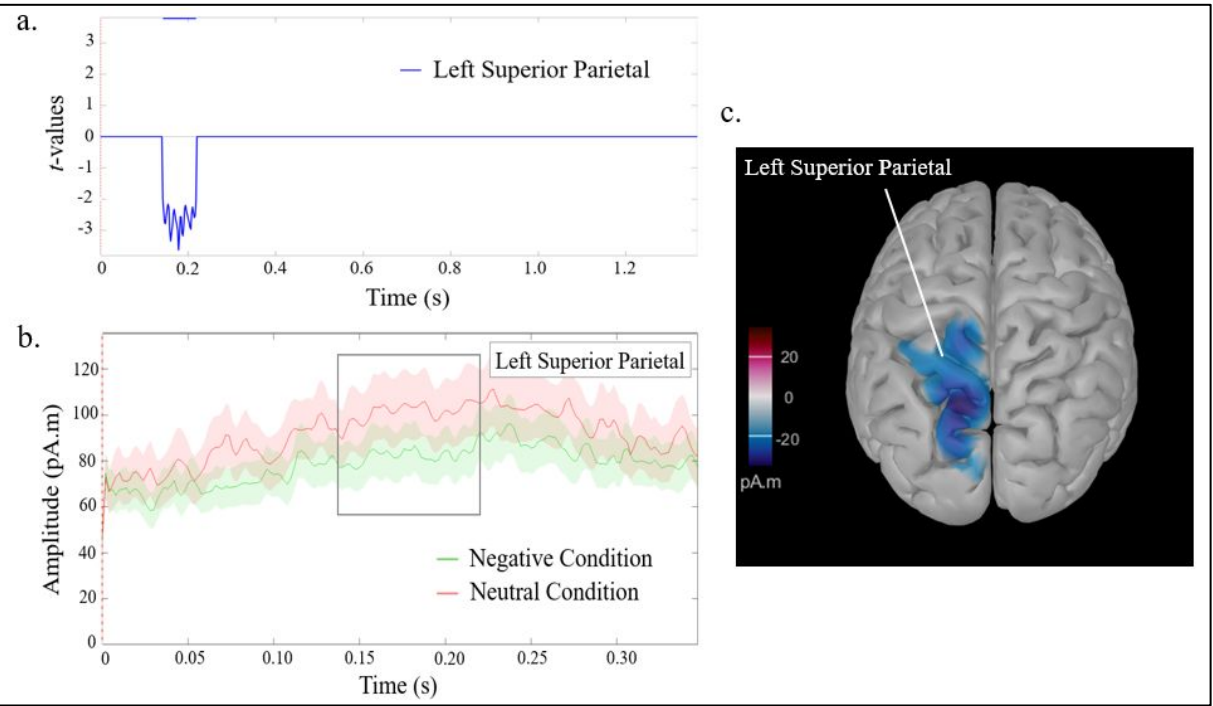 a.
3
2
1
0
-1
-2
-3
t-values
Left Superior Parietal
0
0.2
0.4
0.6
0.8
1.0
1.2
Time (s)
b.
120
100
80
60
40
20
0
Amplitude (pA.m)
Left Superior Parietal
Negative Condition
Neutral Condition
0
0.05
0.10
0.15
0.20
0.25
0.30
Time (s)
c.
Left Superior Parietal
20
0
-20
pA.m